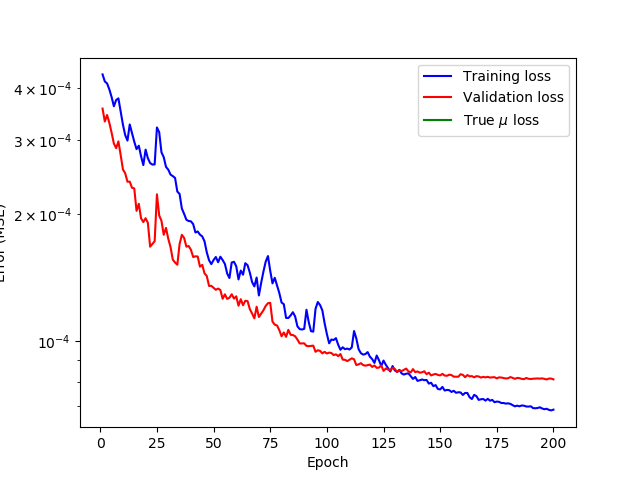 Training loss
Validation loss
True μ loss
4 × 10⁻⁴
3 × 10⁻⁴
2 × 10⁻⁴
10⁻⁴
Error (MSE)
0 25 50 75 100 125 150 175 200
Epoch